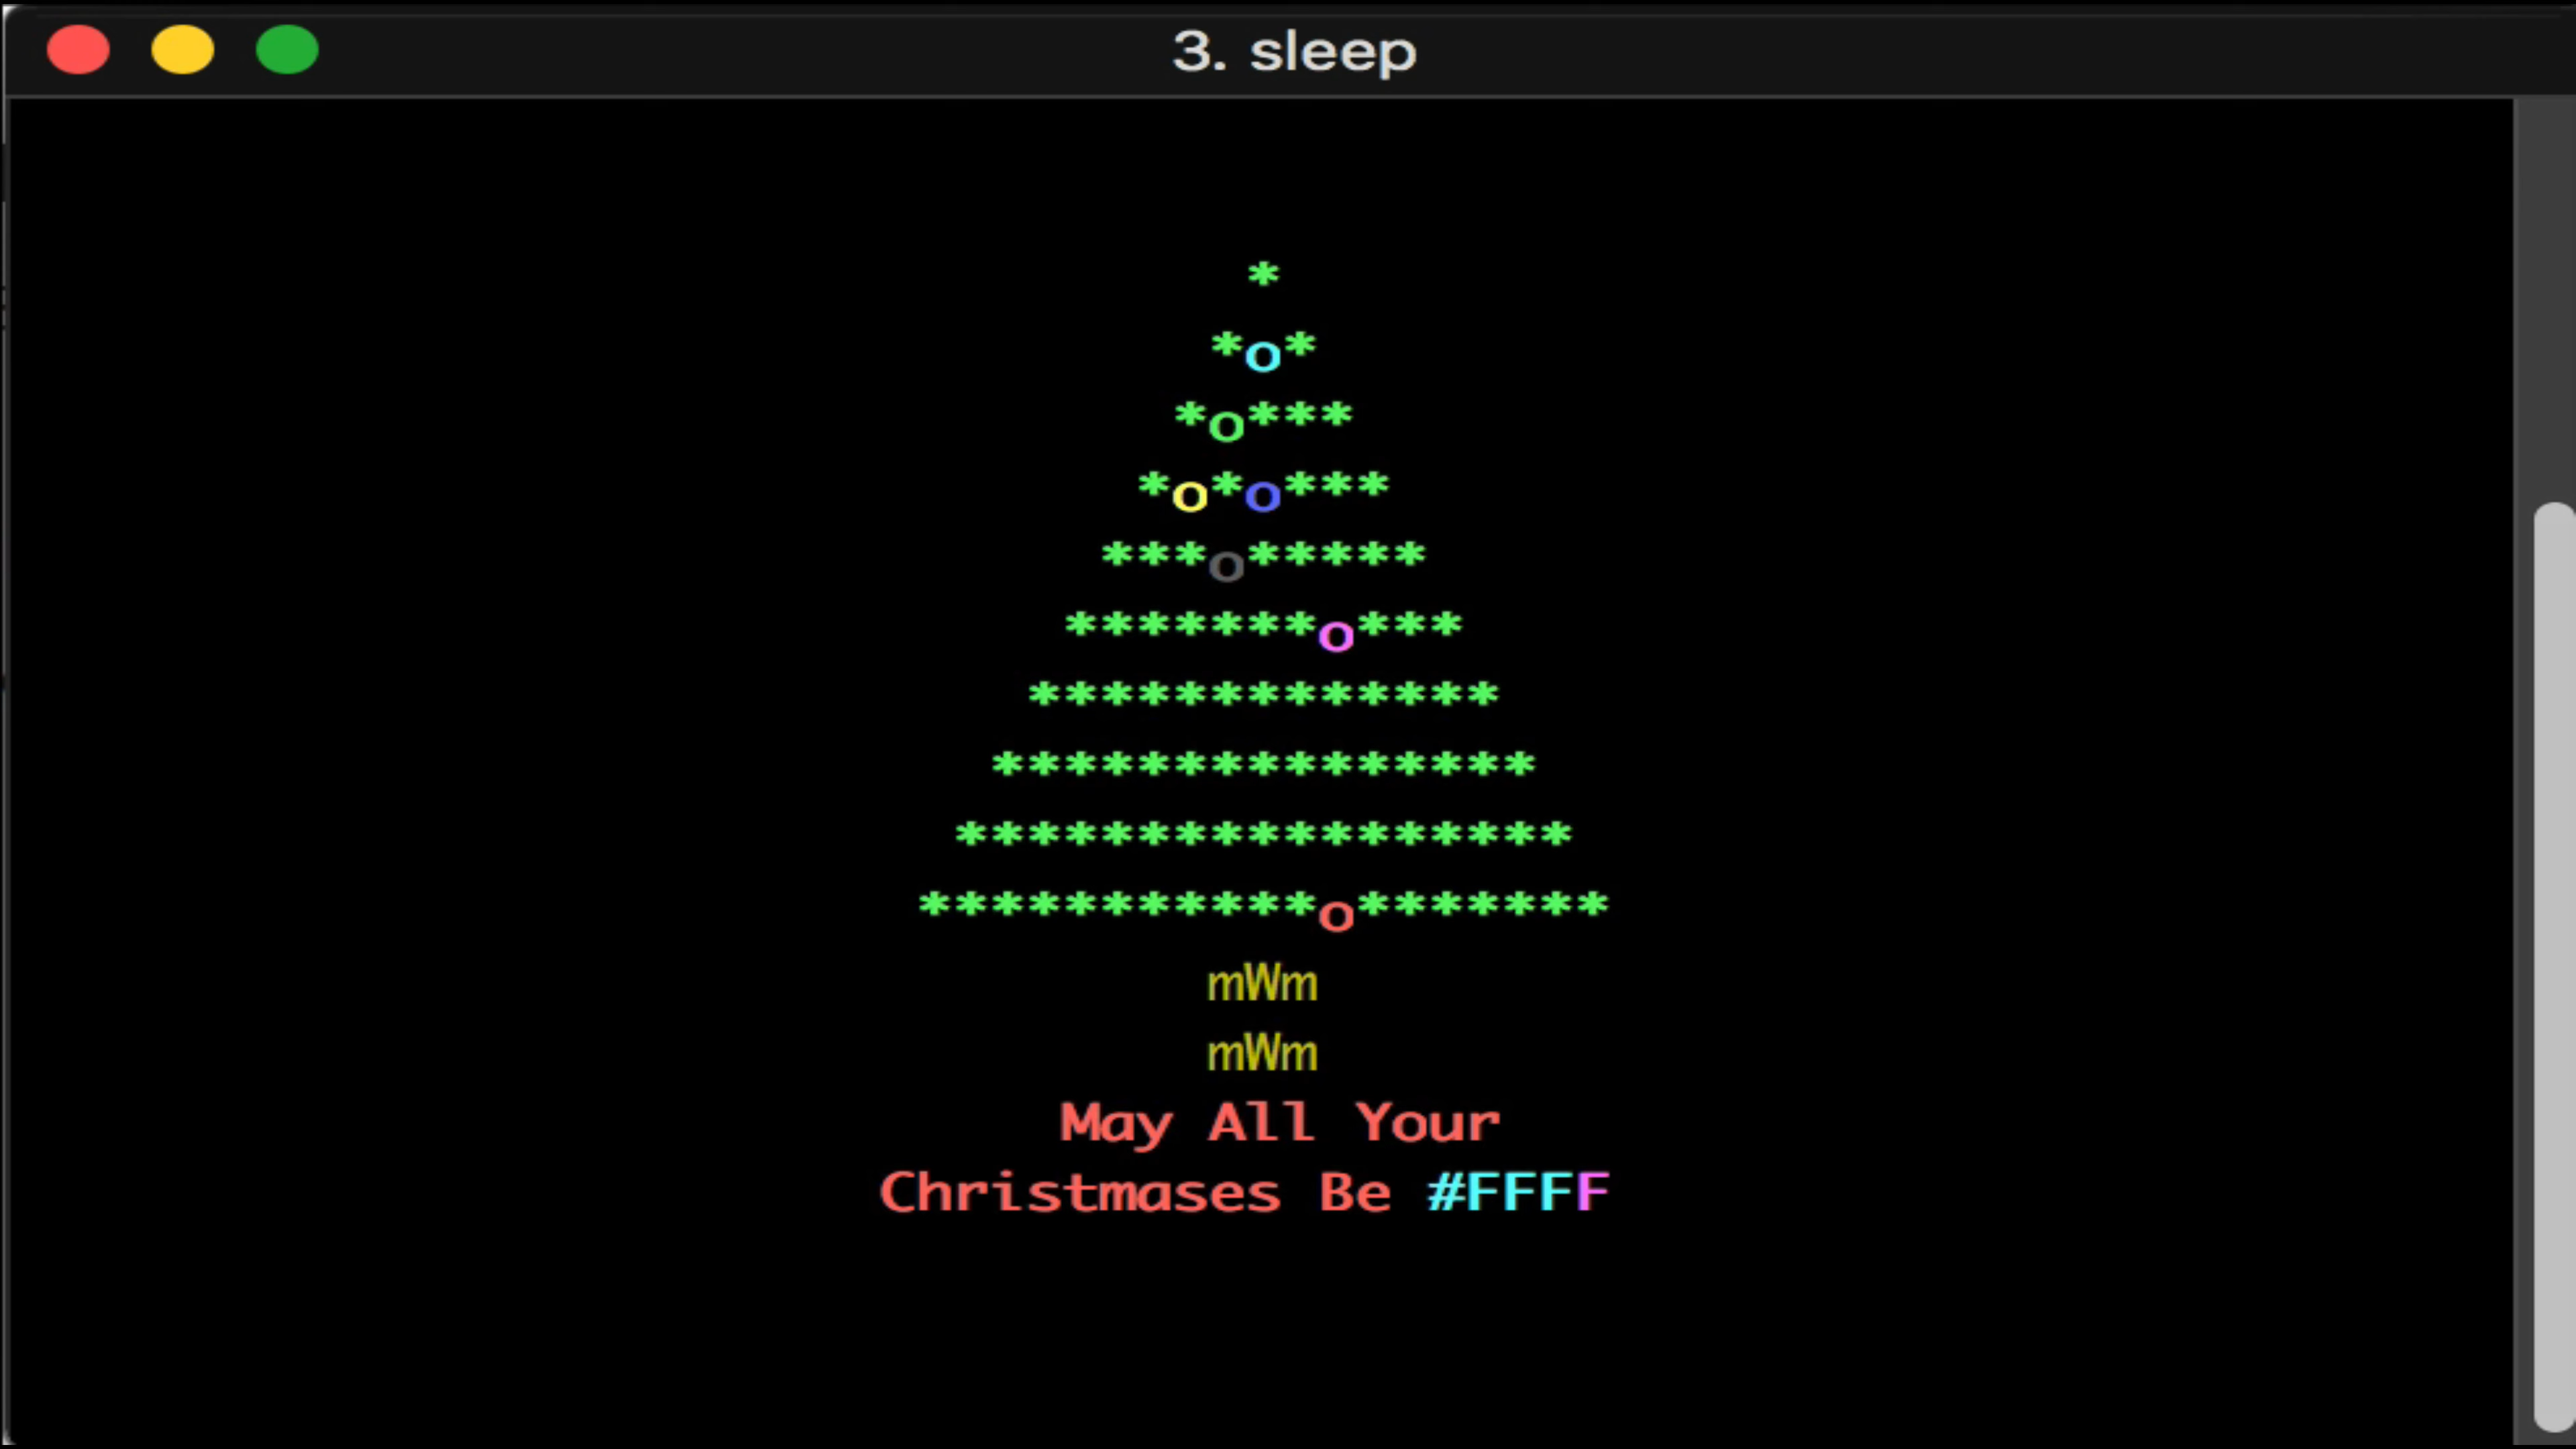 3. sleep
*
*o*
*o***
*o*o***
***o*****
*******o***
*************
***************
*****************
***********o*******
mWm
mWm
May All Your
Christmases Be #FFFF